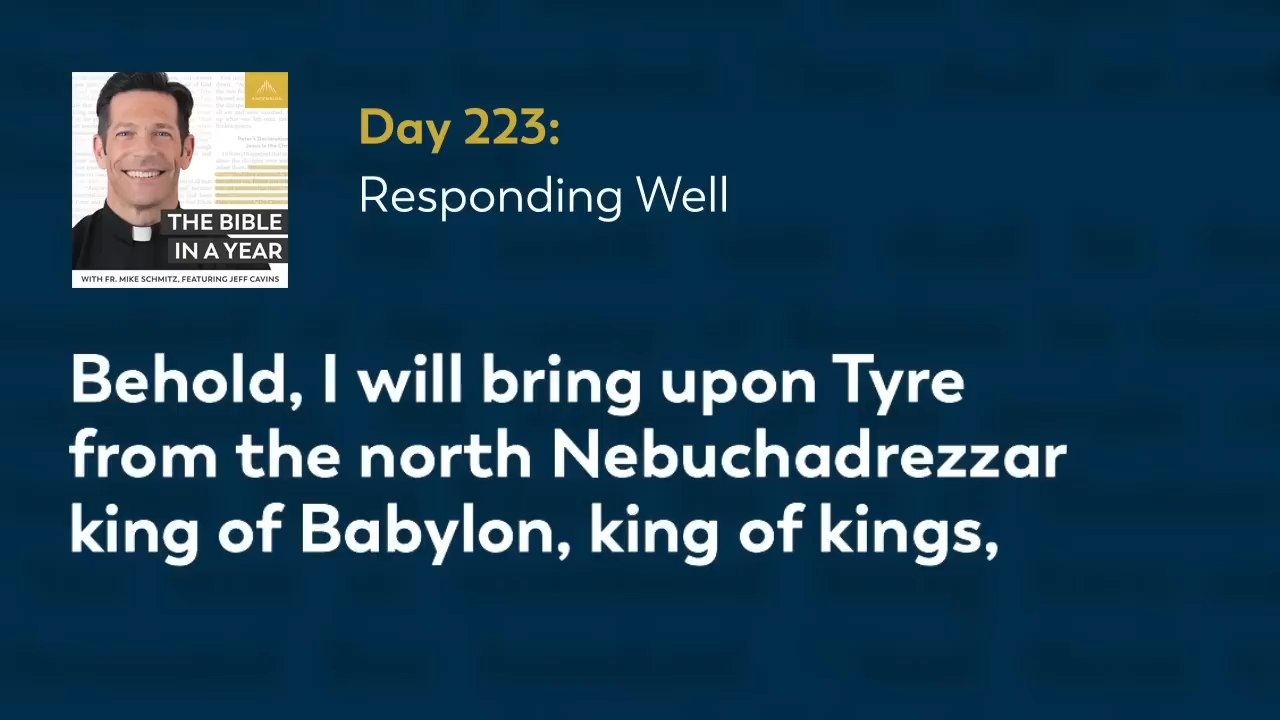 THE BIBLE
IN A YEAR
WITH FR. MIKE SCHMITZ, FEATURING JEFF CAVINS
Day 223:
Responding Well
Behold, I will bring upon Tyre
from the north Nebuchadrezzar
king of Babylon, king of kings,